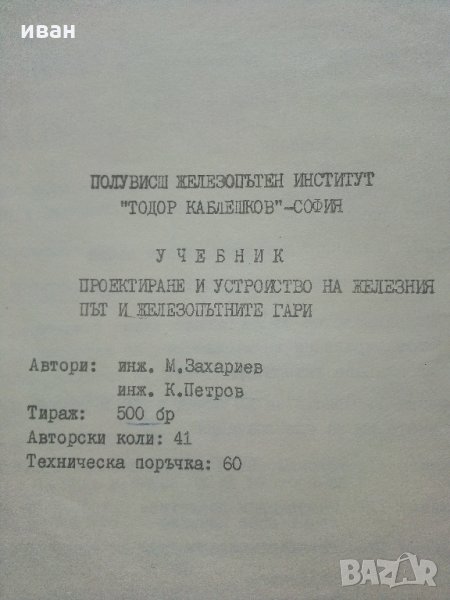 иван
ПОЛУВИСШ ЖЕЛЕЗОПЪТЕН ИНСТИТУТ
"ТОДОР КАБЛЕШКОВ"-СОФИЯ
У Ч Е Б Н И К
ПРОЕКТИРАНЕ И УСТРОЙСТВО НА ЖЕЛЕЗНИЯ
ПЪТ И ЖЕЛЕЗОПЪТНИТЕ ГАРИ
Автори: инж. М.Захариев
инж. К.Петров
Тираж: 500 бр
Авторски коли: 41
Техническа поръчка: 60
BAZAR